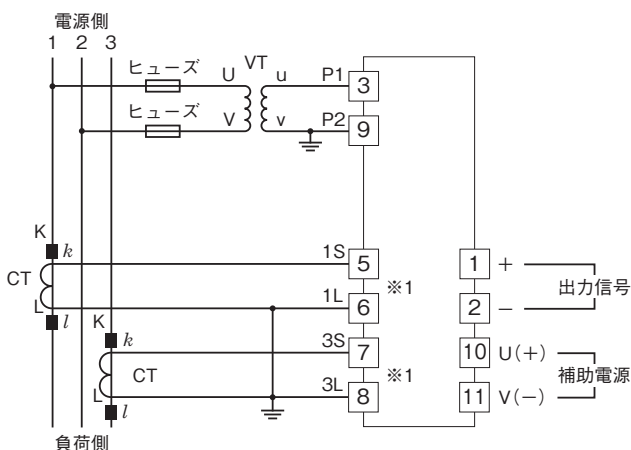 電源側
1 2 3
ヒューズ U VT u P1 3
ヒューズ V v P2 9
K k 1S 5 1 +
CT ※1 出力信号
L l 1L 6 2 −
K k 3S 7 10 U(+)
CT ※1 補助電源
L l 3L 8 11 V(−)
負荷側